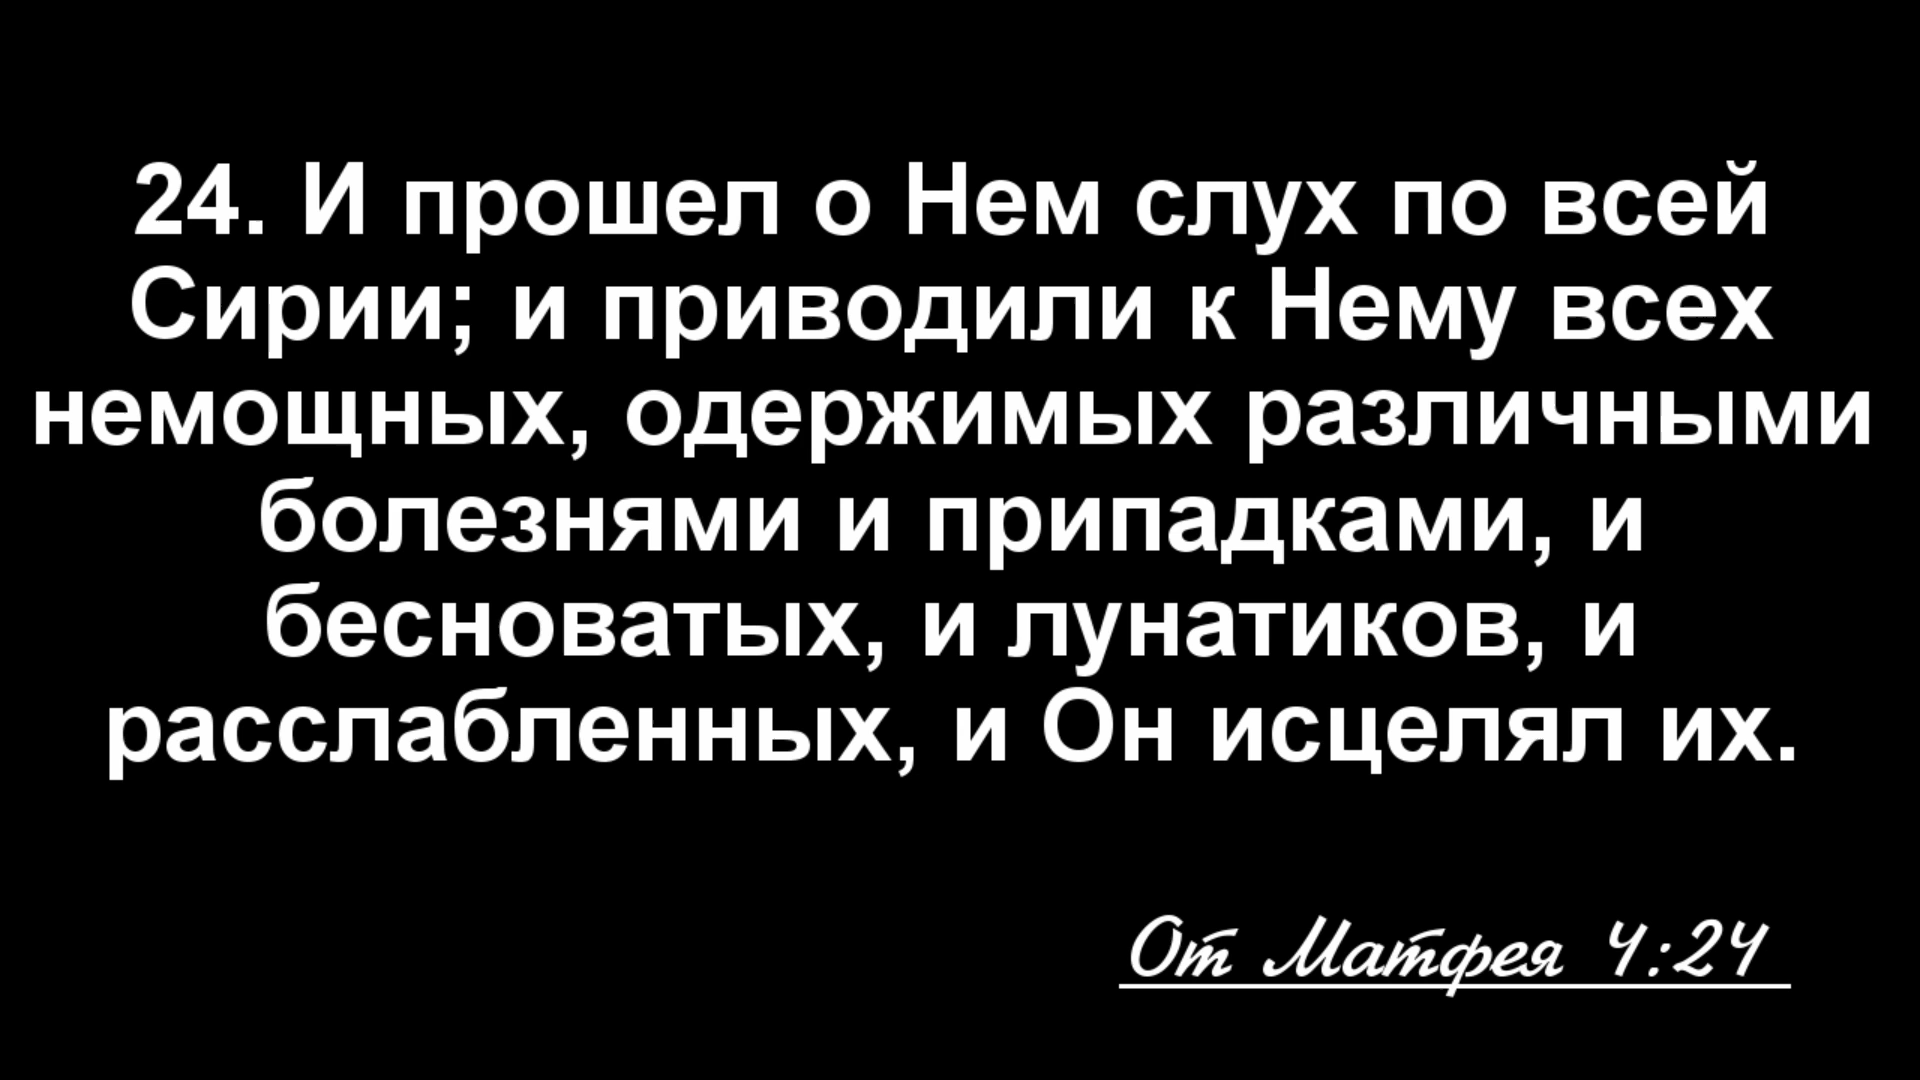 24. И прошел о Нем слух по всей
Сирии; и приводили к Нему всех
немощных, одержимых различными
болезнями и припадками, и
бесноватых, и лунатиков, и
расслабленных, и Он исцелял их.
От Матфея 4:24